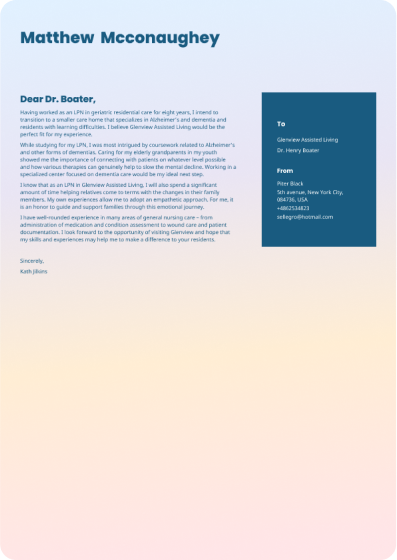 Matthew Mcconaughey
Dear Dr. Boater,
Having worked as an LPN in geriatric residential care for eight years, I intend to
transition to a smaller care home that specializes in Alzheimer's and dementia and
residents with learning difficulties. I believe Glenview Assisted Living would be the
perfect fit for my experience.
While studying for my LPN, I was most intrigued by coursework related to Alzheimer's
and other forms of dementias. Caring for my elderly grandparents in my youth
showed me the importance of connecting with patients on whatever level possible
and how various therapies can genuinely help to slow the mental decline. Working in a
specialized center focused on dementia care would be my ideal next step.
I know that as an LPN in Glenview Assisted Living, I will also spend a significant
amount of time helping relatives come to terms with the changes in their family
members. My own experiences allow me to adopt an empathetic approach. For me, it
is an honor to guide and support families through this emotional journey.
I have well-rounded experience in many areas of general nursing care – from
administration of medication and condition assessment to wound care and patient
documentation. I look forward to the opportunity of visiting Glenview and hope that
my skills and experiences may help me to make a difference to your residents.
Sincerely,
Kath Jilians
To
Glenview Assisted Living
Dr. Henry Boater
From
Piter Black
5th avenue, New York City,
084736, USA
+4862534823
sellegro@hotmail.com